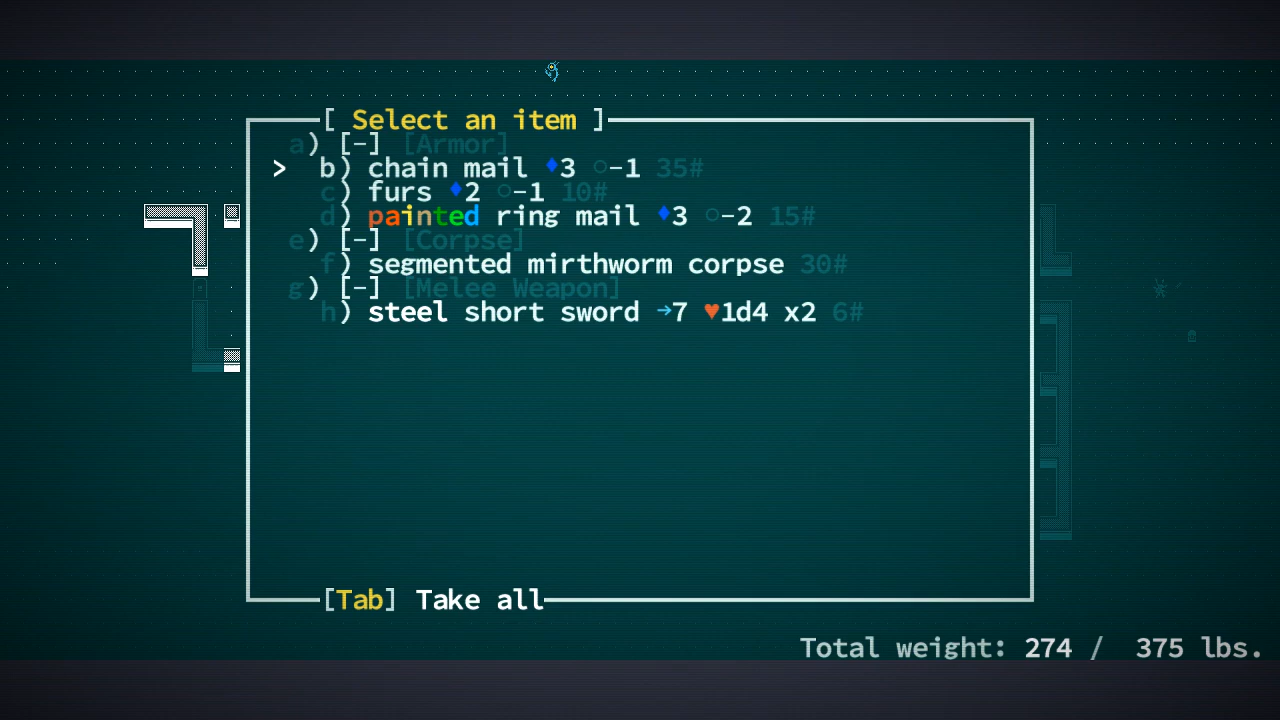 [ Select an item ]
a) [-] [Armor]
> b) chain mail ♦3 ○-1 35#
c) furs ♦2 ○-1 10#
d) painted ring mail ♦3 ○-2 15#
e) [-] [Corpse]
f) segmented mirthworm corpse 30#
g) [-] [Melee Weapon]
h) steel short sword →7 ♥1d4 x2 6#
[Tab] Take all
Total weight: 274 / 375 lbs.